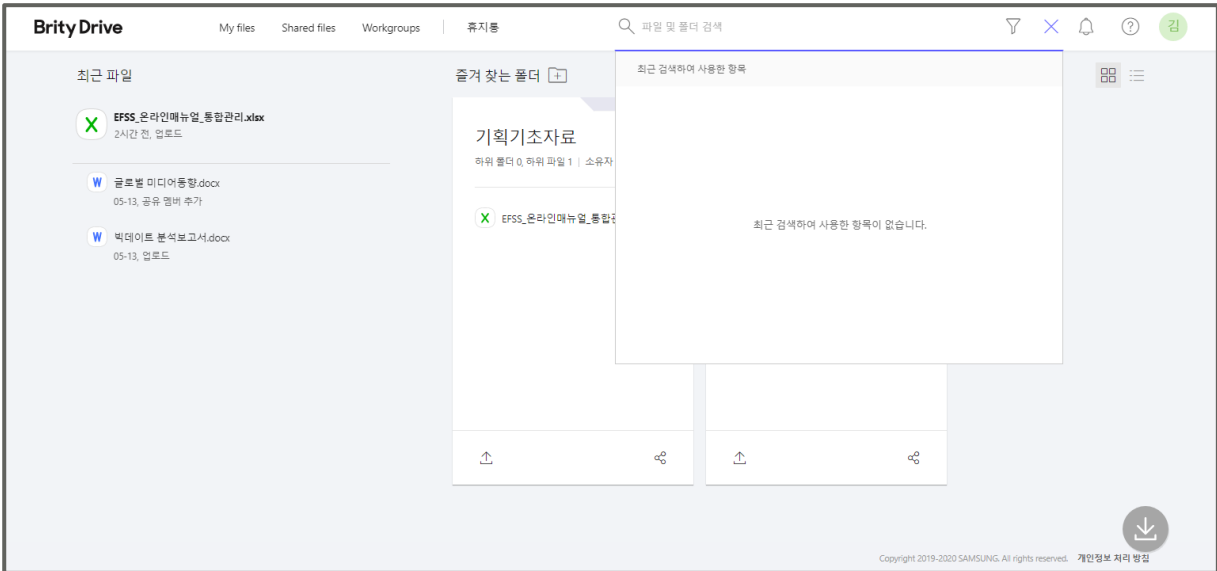 Brity Drive
My files
Shared files
Workgroups
휴지통
파일 및 폴더 검색
김
최근 파일
EFSS_온라인매뉴얼_통합관리.xlsx
2시간 전, 업로드
글로벌 미디어동향.docx
05-13, 공유 멤버 추가
빅데이트 분석보고서.docx
05-13, 업로드
즐겨 찾는 폴더
기획기초자료
하위 폴더 0, 하위 파일 1 | 소유자
EFSS_온라인매뉴얼_통합관
최근 검색하여 사용한 항목
최근 검색하여 사용한 항목이 없습니다.
Copyright 2019-2020 SAMSUNG. All rights reserved. 개인정보 처리 방침